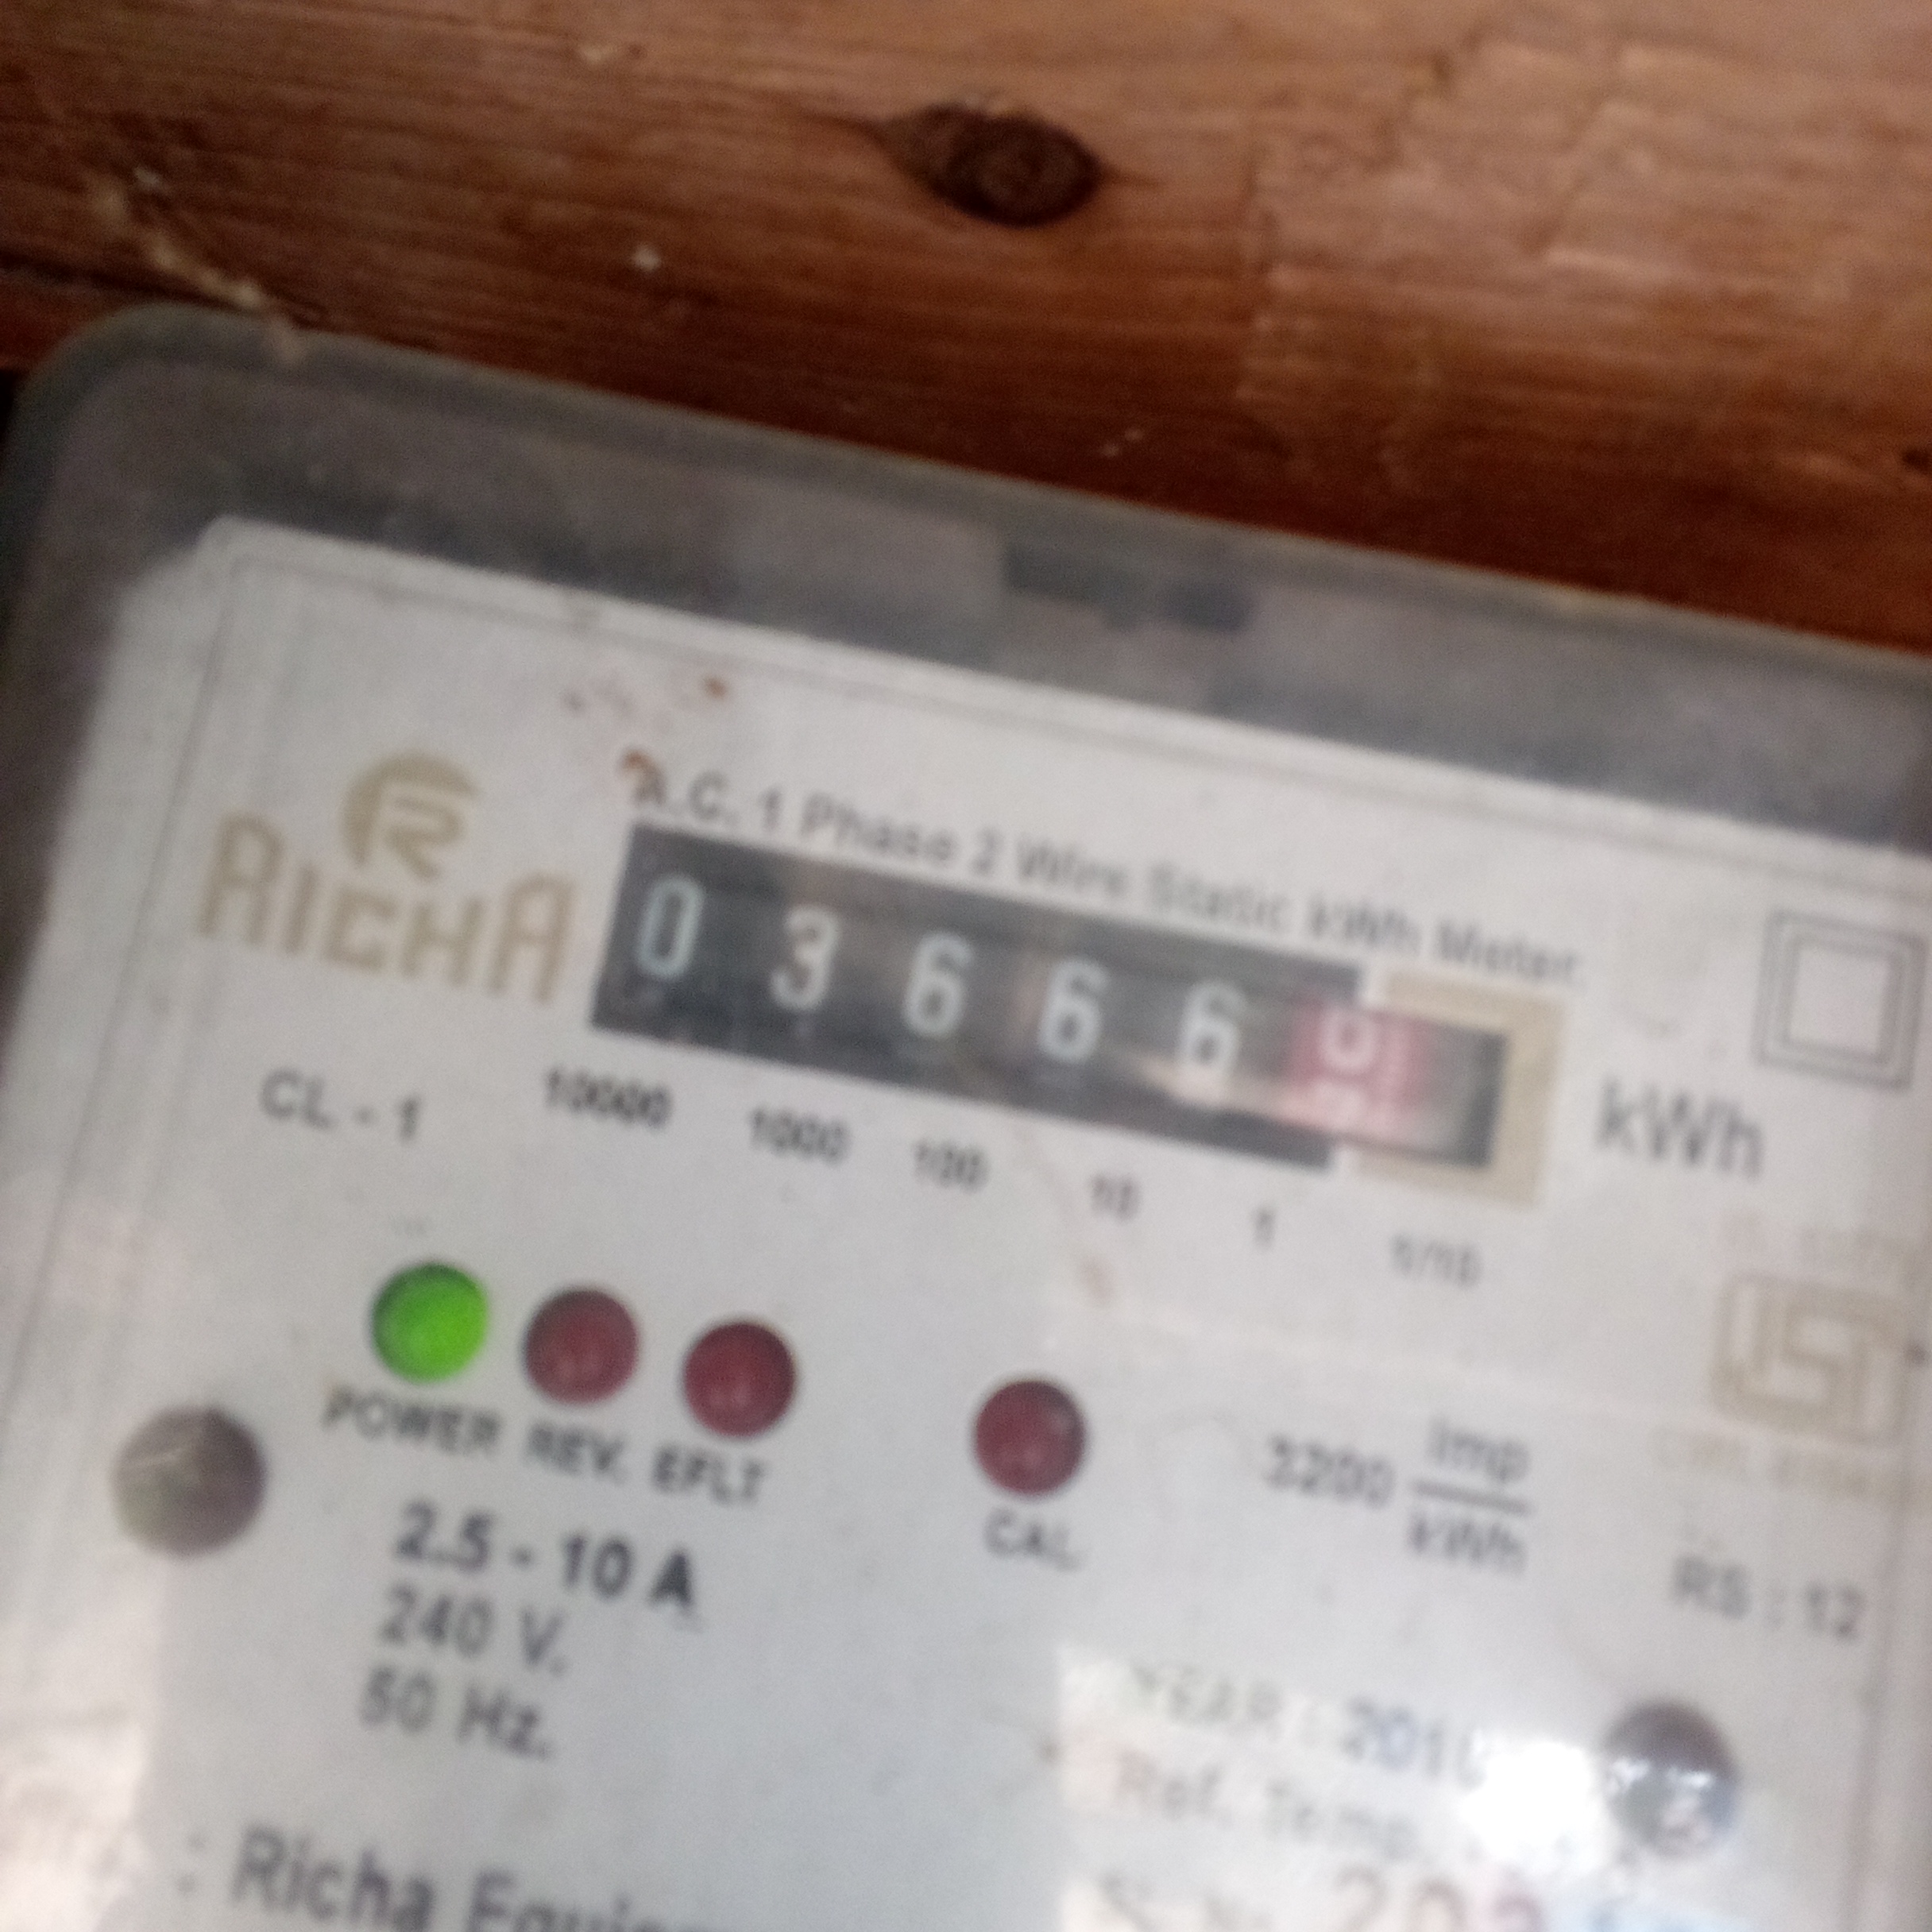 R
RICHA
A.C. 1 Phase 2 Wire Static kWh Meter.
0 3 6 6 6
kWh
CL - 1
10000 1000 100 10 1 1/10
POWER REV. EFLT
CAL
3200 imp
kWh
RS : 12
2.5 - 10 A
240 V.
50 Hz.
YEAR :
Ref. Temp.
: Richa